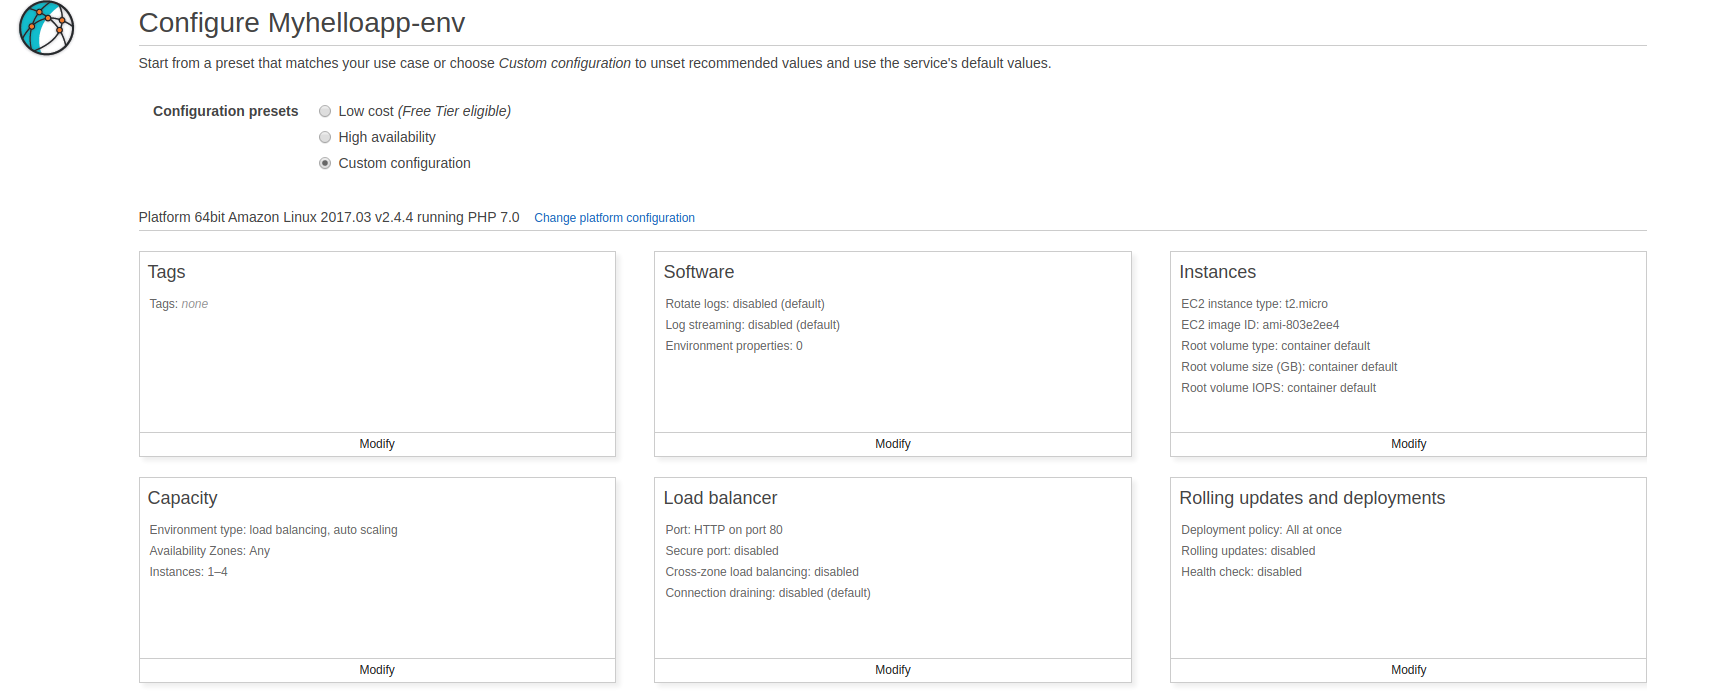 Configure Myhelloapp-env
Start from a preset that matches your use case or choose Custom configuration to unset recommended values and use the service's default values.
Configuration presets
Low cost (Free Tier eligible)
High availability
Custom configuration
Platform 64bit Amazon Linux 2017.03 v2.4.4 running PHP 7.0 Change platform configuration
Tags
Tags: none
Modify
Software
Rotate logs: disabled (default)
Log streaming: disabled (default)
Environment properties: 0
Modify
Instances
EC2 instance type: t2.micro
EC2 image ID: ami-803e2ee4
Root volume type: container default
Root volume size (GB): container default
Root volume IOPS: container default
Modify
Capacity
Environment type: load balancing, auto scaling
Availability Zones: Any
Instances: 1–4
Modify
Load balancer
Port: HTTP on port 80
Secure port: disabled
Cross-zone load balancing: disabled
Connection draining: disabled (default)
Modify
Rolling updates and deployments
Deployment policy: All at once
Rolling updates: disabled
Health check: disabled
Modify